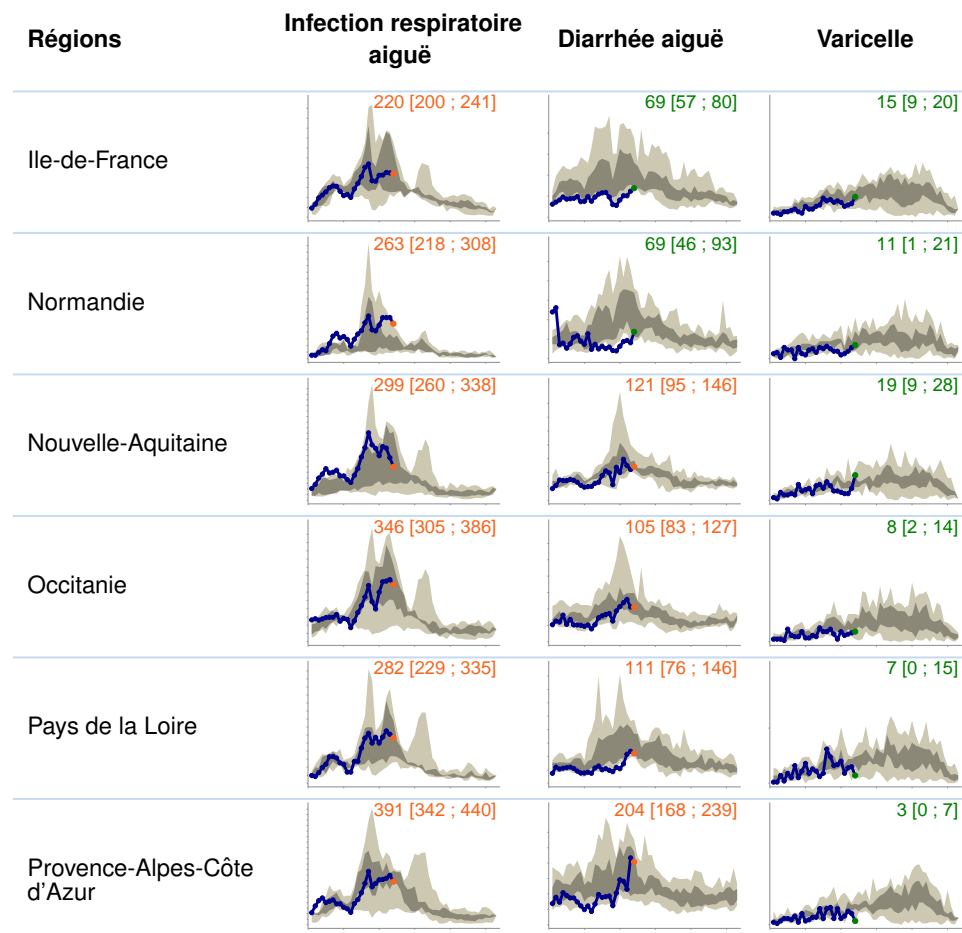 Régions
Infection respiratoire
aiguë
Diarrhée aiguë
Varicelle
Ile-de-France
220 [200 ; 241]
69 [57 ; 80]
15 [9 ; 20]
Normandie
263 [218 ; 308]
69 [46 ; 93]
11 [1 ; 21]
Nouvelle-Aquitaine
299 [260 ; 338]
121 [95 ; 146]
19 [9 ; 28]
Occitanie
346 [305 ; 386]
105 [83 ; 127]
8 [2 ; 14]
Pays de la Loire
282 [229 ; 335]
111 [76 ; 146]
7 [0 ; 15]
Provence-Alpes-Côte
d'Azur
391 [342 ; 440]
204 [168 ; 239]
3 [0 ; 7]